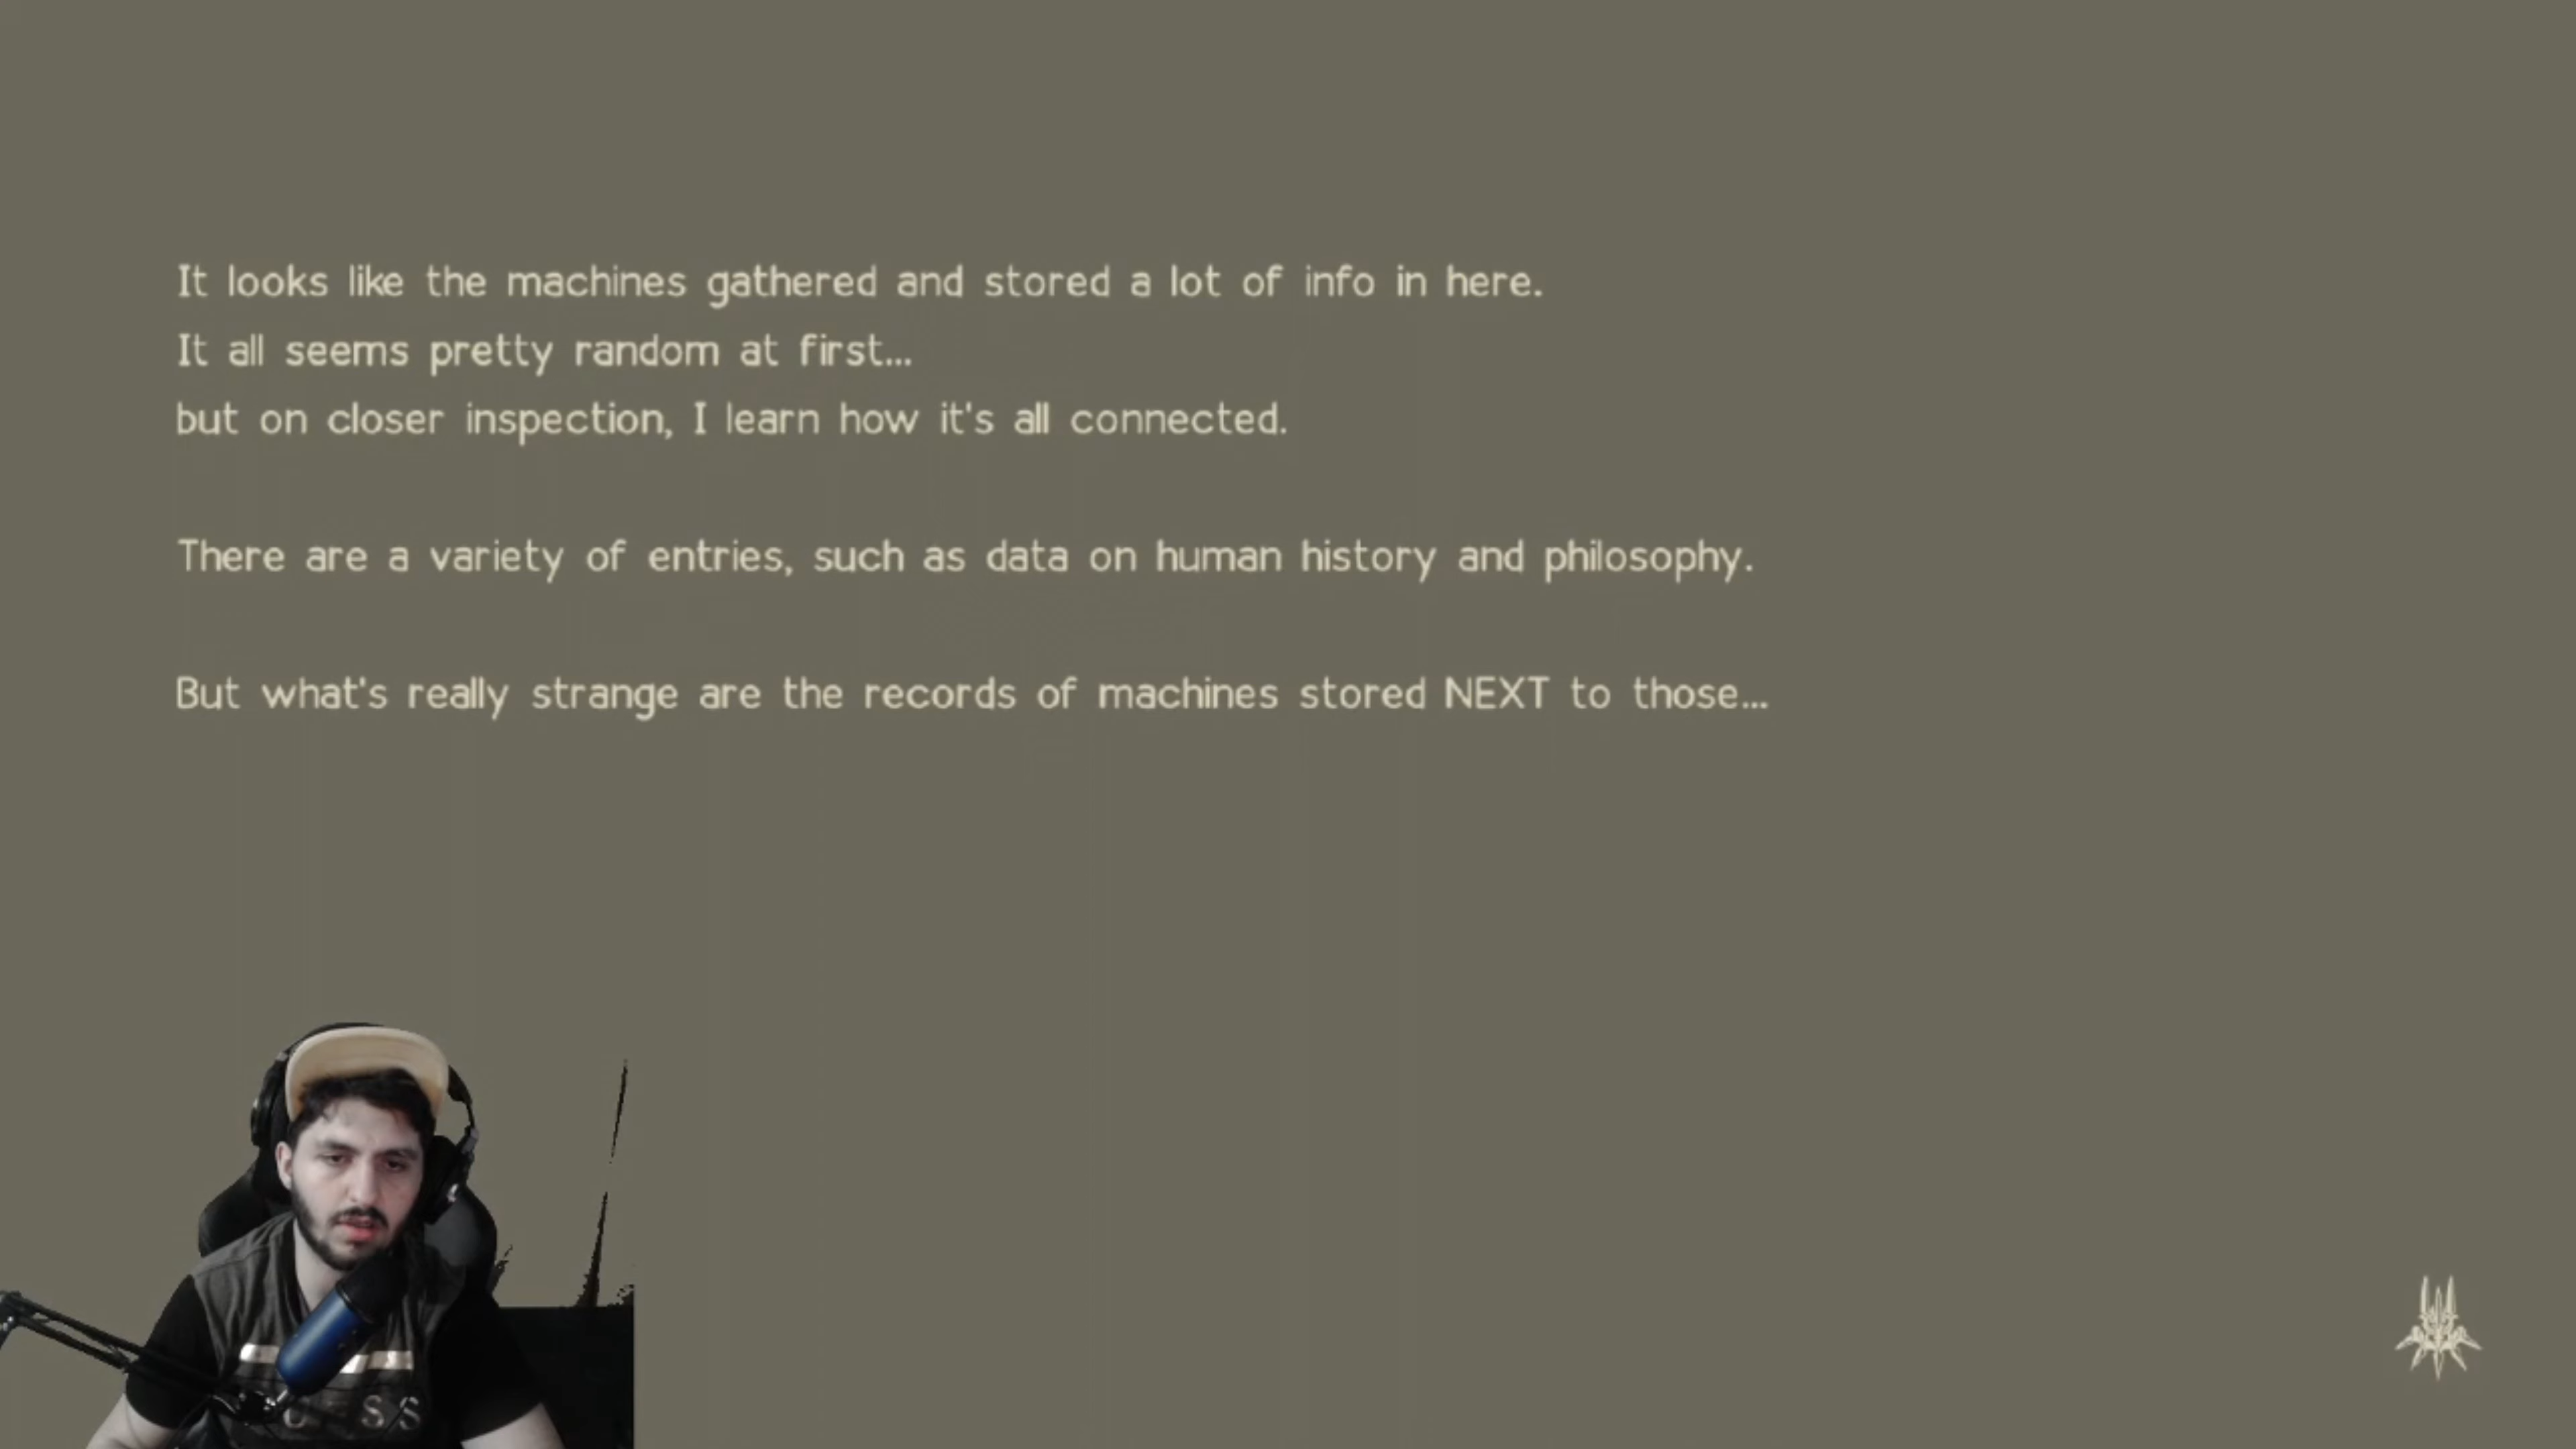 It looks like the machines gathered and stored a lot of info in here.
It all seems pretty random at first...
but on closer inspection, I learn how it's all connected.
There are a variety of entries, such as data on human history and philosophy.
But what's really strange are the records of machines stored NEXT to those...